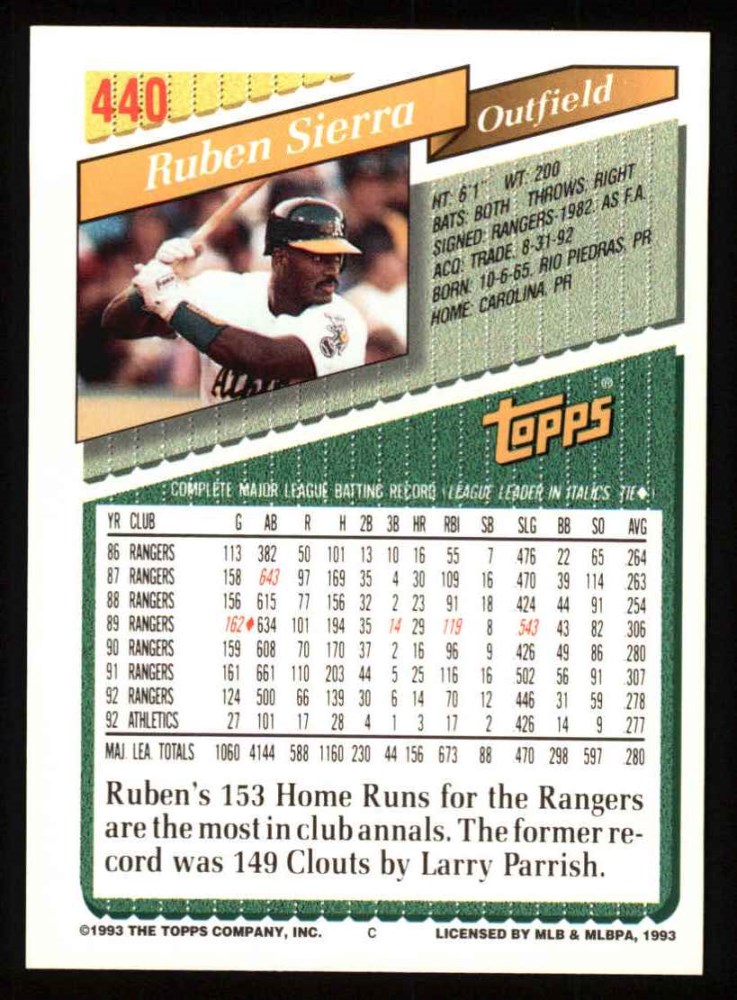 440
Ruben Sierra
Outfield
HT: 6'1" WT: 200
BATS: BOTH THROWS: RIGHT
SIGNED: RANGERS-1982, AS F.A.
ACQ: TRADE, 8-31-92
BORN: 10-6-65, RIO PIEDRAS, PR
HOME: CAROLINA, PR
A
Athl
TOPPS®
COMPLETE MAJOR LEAGUE BATTING RECORD (LEAGUE LEADER IN ITALICS, TIE♦)
YR CLUB G AB R H 2B 3B HR RBI SB SLG BB SO AVG
86 RANGERS 113 382 50 101 13 10 16 55 7 .476 22 65 .264
87 RANGERS 158 643 97 169 35 4 30 109 16 .470 39 114 .263
88 RANGERS 156 615 77 156 32 2 23 91 18 .424 44 91 .254
89 RANGERS 162♦ 634 101 194 35 14 29 119 8 .543 43 82 .306
90 RANGERS 159 608 70 170 37 2 16 96 9 .426 49 86 .280
91 RANGERS 161 661 110 203 44 5 25 116 16 .502 56 91 .307
92 RANGERS 124 500 66 139 30 6 14 70 12 .446 31 59 .278
92 ATHLETICS 27 101 17 28 4 1 3 17 2 .426 14 9 .277
MAJ. LEA. TOTALS 1060 4144 588 1160 230 44 156 673 88 .470 298 597 .280
Ruben's 153 Home Runs for the Rangers
are the most in club annals. The former re-
cord was 149 Clouts by Larry Parrish.
©1993 THE TOPPS COMPANY, INC. C LICENSED BY MLB & MLBPA, 1993